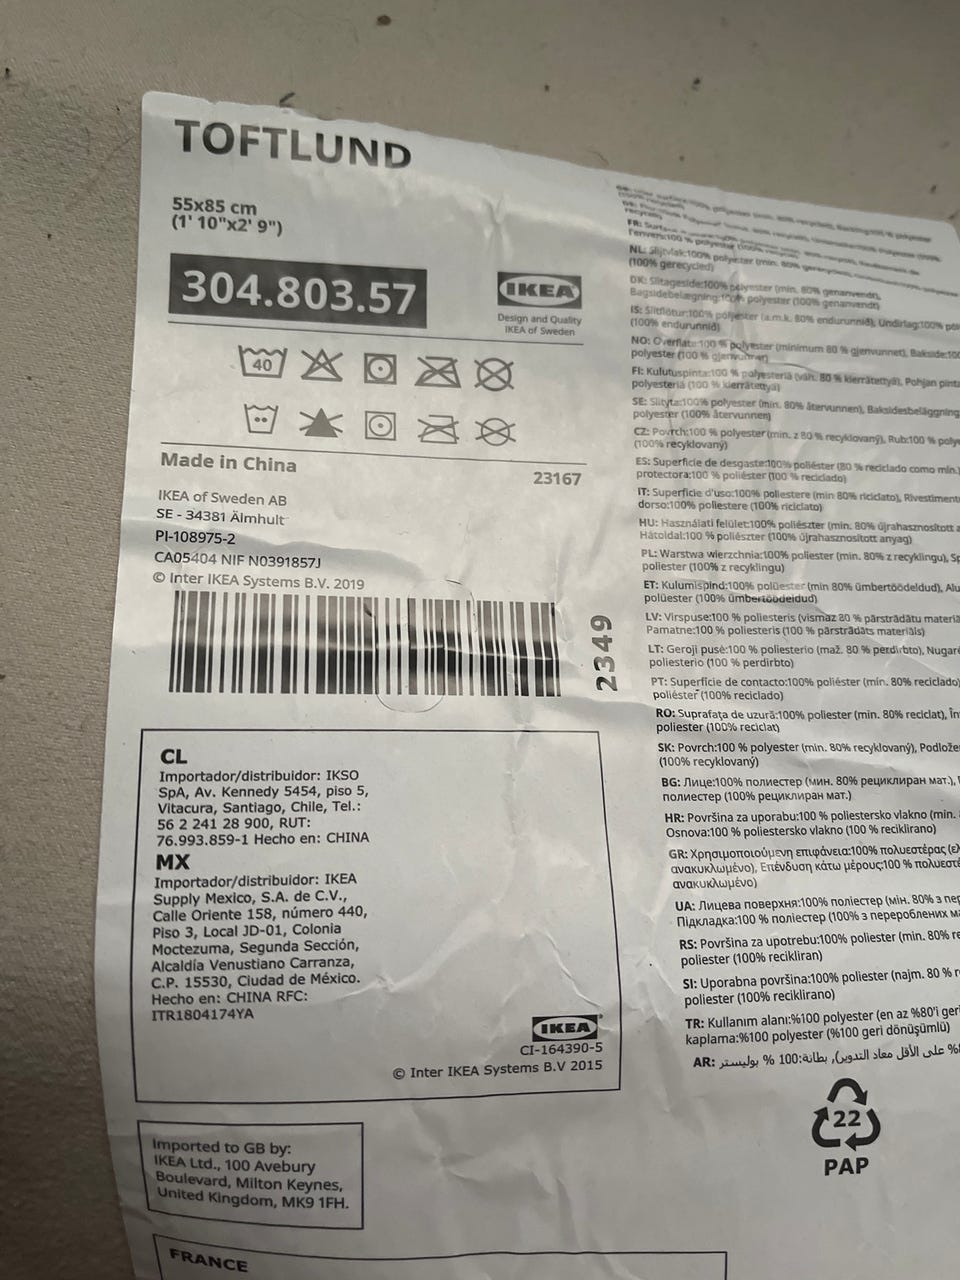 TOFTLUND
55x85 cm
(1' 10"x2' 9")
304.803.57
IKEA
Design and Quality
IKEA of Sweden
40
Made in China
23167
IKEA of Sweden AB
SE - 34381 Älmhult
PI-108975-2
CA05404 NIF N0391857J
© Inter IKEA Systems B.V. 2019
2349
CL
Importador/distribuidor: IKSO
SpA, Av. Kennedy 5454, piso 5,
Vitacura, Santiago, Chile, Tel.:
56 2 241 28 900, RUT:
76.993.859-1 Hecho en: CHINA
MX
Importador/distribuidor: IKEA
Supply Mexico, S.A. de C.V.,
Calle Oriente 158, número 440,
Piso 3, Local JD-01, Colonia
Moctezuma, Segunda Sección,
Alcaldía Venustiano Carranza,
C.P. 15530, Ciudad de México.
Hecho en: CHINA RFC:
ITR1804174YA
IKEA
CI-164390-5
© Inter IKEA Systems B.V 2015
Imported to GB by:
IKEA Ltd., 100 Avebury
Boulevard, Milton Keynes,
United Kingdom, MK9 1FH.
FRANCE
NL: Slijtvlak:100% polyester (min. 80%
(100% gerecycled)
DK: Slitageside:100% polyester (min. 80% genanvendt),
Bagsidebelægning:100% polyester (100% genanvendt)
IS: Slitflötur:100% pólýester (a.m.k. 80% endurunnið), Undirlag:100%
(100% endurunnið)
NO: Overflate:100 % polyester (minimum 80 % gjenvunnet), Bakside:100
polyester (100 % gjenvunnet)
FI: Kulutuspinta:100 % polyesteriä (väh. 80 % kierrätettyä), Pohjan
polyesteriä (100 % kierrätettyä)
SE: Slityta:100% polyester (min. 80% återvunnen), Baksidesbeläggning
polyester (100% återvunnen)
CZ: Povrch:100 % polyester (min. z 80 % recyklovaný), Rub:100 %
(100% recyklovaný)
ES: Superficie de desgaste:100% poliéster (80 % reciclado como mín.)
protectora:100 % poliéster (100 % reciclado)
IT: Superficie d'uso:100% poliestere (min 80% riciclato),
dorso:100% poliestere (100% riciclato)
HU: Használati felület:100% poliészter (min. 80% újrahasznosított
Hátoldal:100 % poliészter (100% újrahasznosított anyag)
PL: Warstwa wierzchnia:100% poliester (min. 80% z recyklingu),
poliester (100% z recyklingu)
ET: Kulumispind:100% polüester (min 80% ümbertöödeldud),
polüester (100% ümbertöödeldud)
LV: Virspuse:100 % poliesteris (vismaz 80 % pārstrādātu
Pamatne:100 % poliesteris (100 % pārstrādāts materiāls)
LT: Geroji pusė:100 % poliesterio (maž. 80 % perdirbto),
poliesterio (100 % perdirbto)
PT: Superfície de contacto:100% poliéster (mín. 80% reciclado)
poliéster (100% reciclado)
RO: Suprafaţa de uzură:100% poliester (min. 80% reciclat),
poliester (100% reciclat)
SK: Povrch:100 % polyester (min. 80% recyklovaný),
(100% recyklovaný)
BG: Лице:100% полиестер (мин. 80% рециклиран мат.),
полиестер (100% рециклиран мат.)
HR: Površina za uporabu:100 % poliestersko vlakno (min.
Osnova:100 % poliestersko vlakno (100 % reciklirano)
GR: Χρησιμοποιούμενη επιφάνεια:100% πολυεστέρας
ανακυκλωμένο), Επένδυση κάτω μέρους:100 %
ανακυκλωμένο)
UA: Лицева поверхня:100% поліестер (мін. 80% з
Підкладка:100 % поліестер (100% з перероблених
RS: Površina za upotrebu:100% poliester (min. 80%
poliester (100% recikliran)
SI: Uporabna površina:100% poliester (najm. 80 %
poliester (100% reciklirano)
TR: Kullanım alanı:%100 polyester (en az %80'i
kaplama:%100 polyester (%100 geri dönüşümlü)
AR: على الأقل معاد التدوير)، بطانة:100 % بوليستر
22
PAP